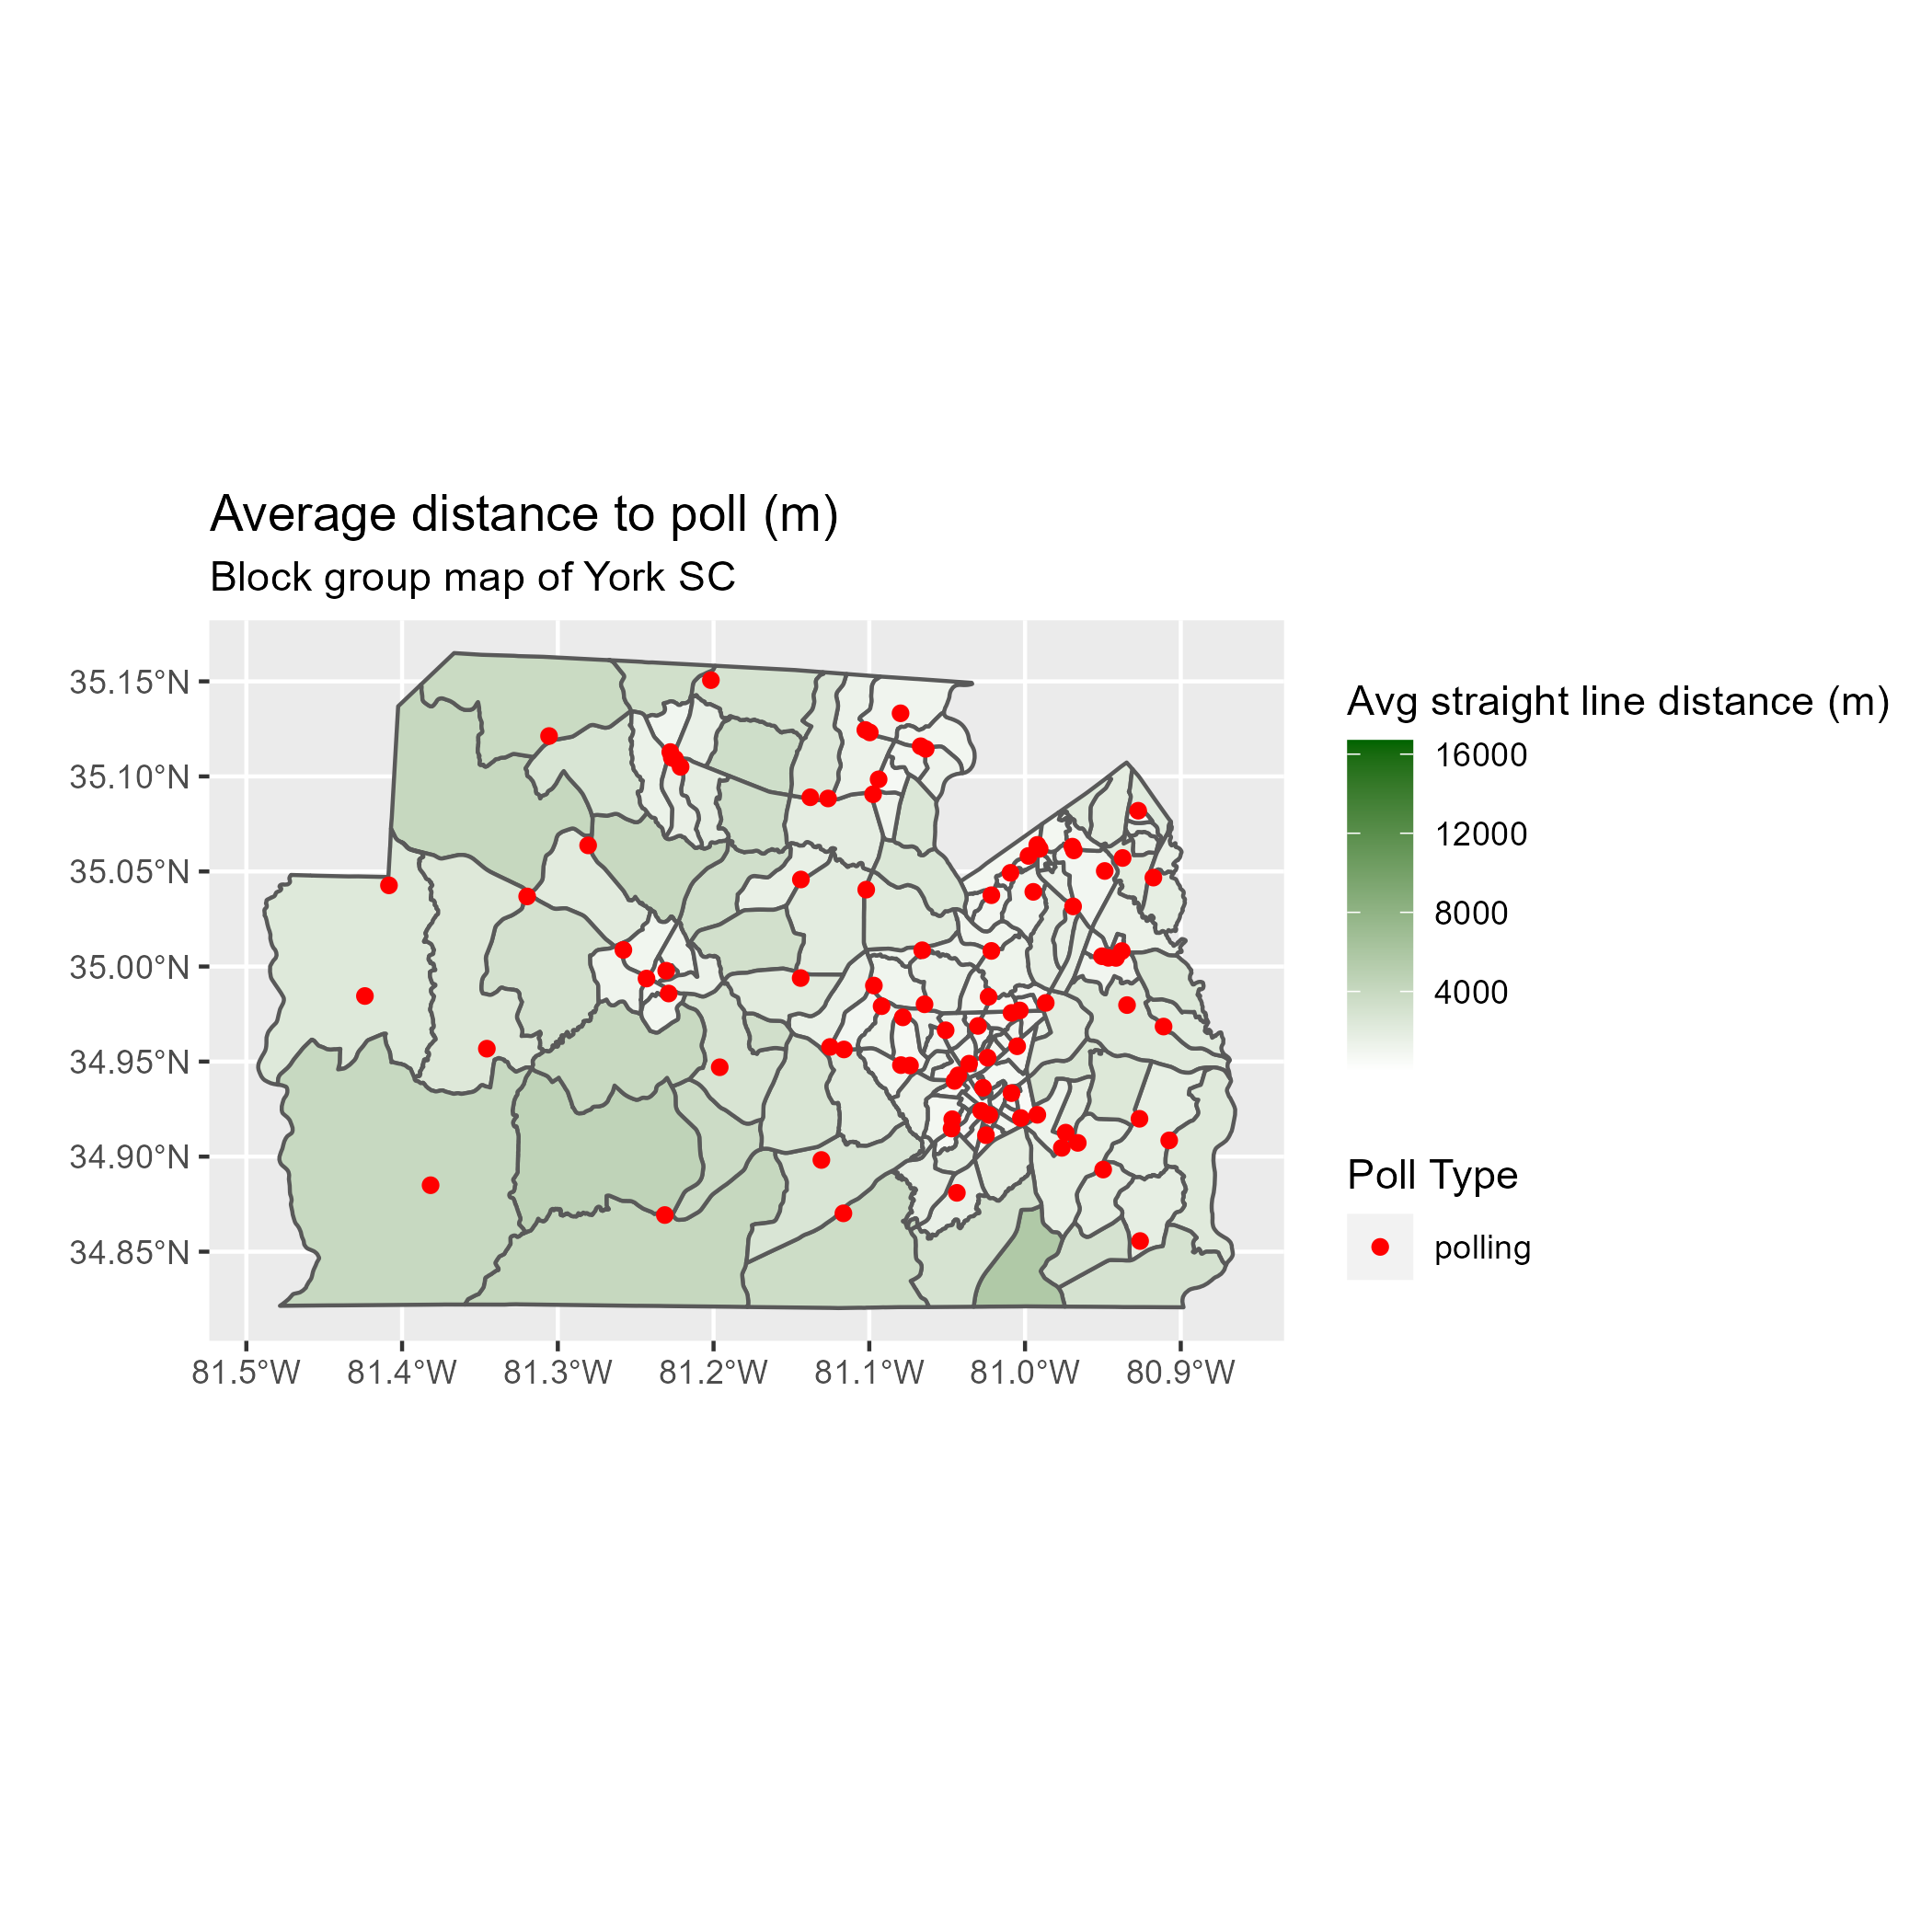 Average distance to poll (m)
Block group map of York SC
35.15°N
35.10°N
35.05°N
35.00°N
34.95°N
34.90°N
34.85°N
81.5°W 81.4°W 81.3°W 81.2°W 81.1°W 81.0°W 80.9°W
Avg straight line distance (m)
16000
12000
8000
4000
Poll Type
polling